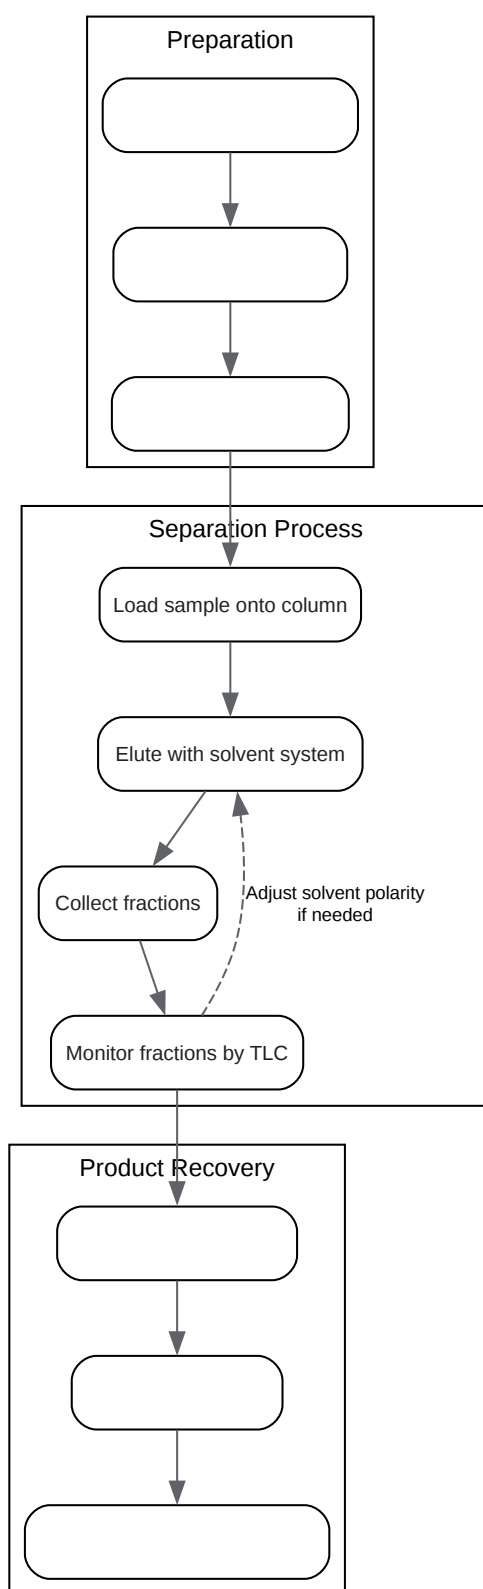 Preparation
Separation Process
Load sample onto column
Elute with solvent system
Collect fractions
Adjust solvent polarity
if needed
Monitor fractions by TLC
Product Recovery